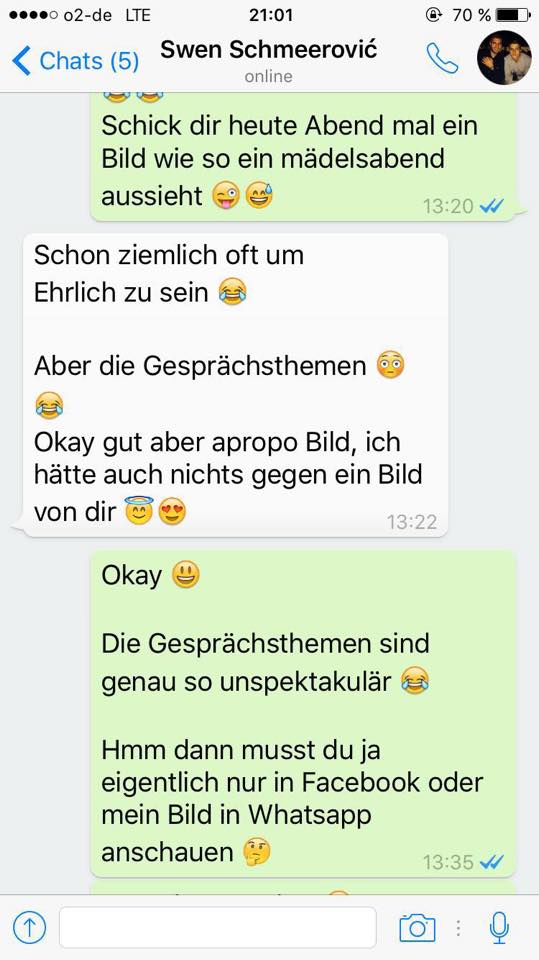 o2-de LTE 21:01 70 %
Chats (5) Swen Schmeerović
online
😂😂
Schick dir heute Abend mal ein
Bild wie so ein mädelsabend
aussieht 😜😅
13:20
Schon ziemlich oft um
Ehrlich zu sein 😂
Aber die Gesprächsthemen 😳
😂
Okay gut aber apropo Bild, ich
hätte auch nichts gegen ein Bild
von dir 😇😍
13:22
Okay 😃
Die Gesprächsthemen sind
genau so unspektakulär 😂
Hmm dann musst du ja
eigentlich nur in Facebook oder
mein Bild in Whatsapp
anschauen 🤔
13:35